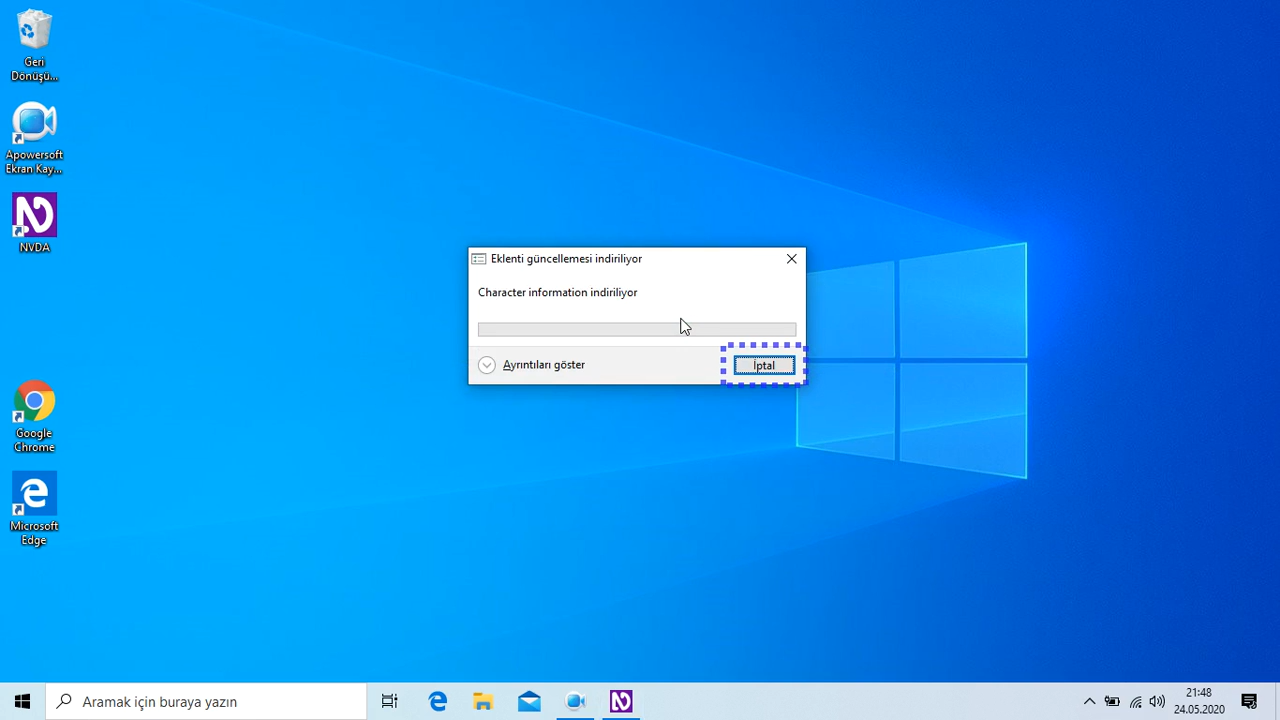 Geri
Dönüşü...
Apowersoft
Ekran Kay...
NVDA
Google
Chrome
Microsoft
Edge
Eklenti güncellemesi indiriliyor
Character information indiriliyor
Ayrıntıları göster
İptal
Aramak için buraya yazın
21:48
24.05.2020